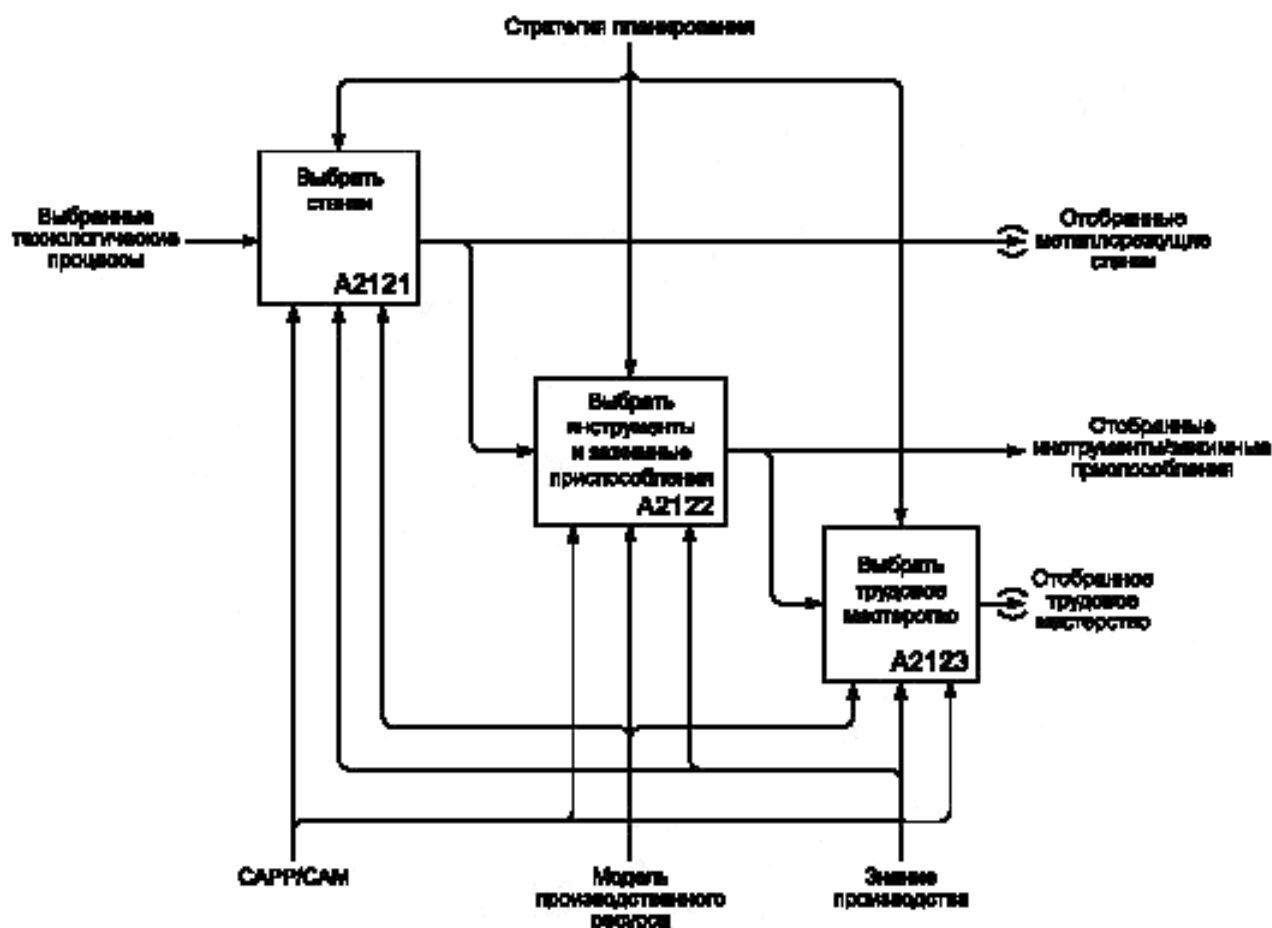 Стратегия планирования
Выбрать
станки
A2121
Выбранные
технологические
процессы
Отобранные
металлорежущие
станки
Выбрать
инструменты
и зажимные
приспособления
A2122
Отобранные
инструменты/зажимные
приспособления
Выбрать
трудовое
мастерство
A2123
Отобранное
трудовое
мастерство
CAPP/CAM
Модель
производственного
ресурса
Знание
производства